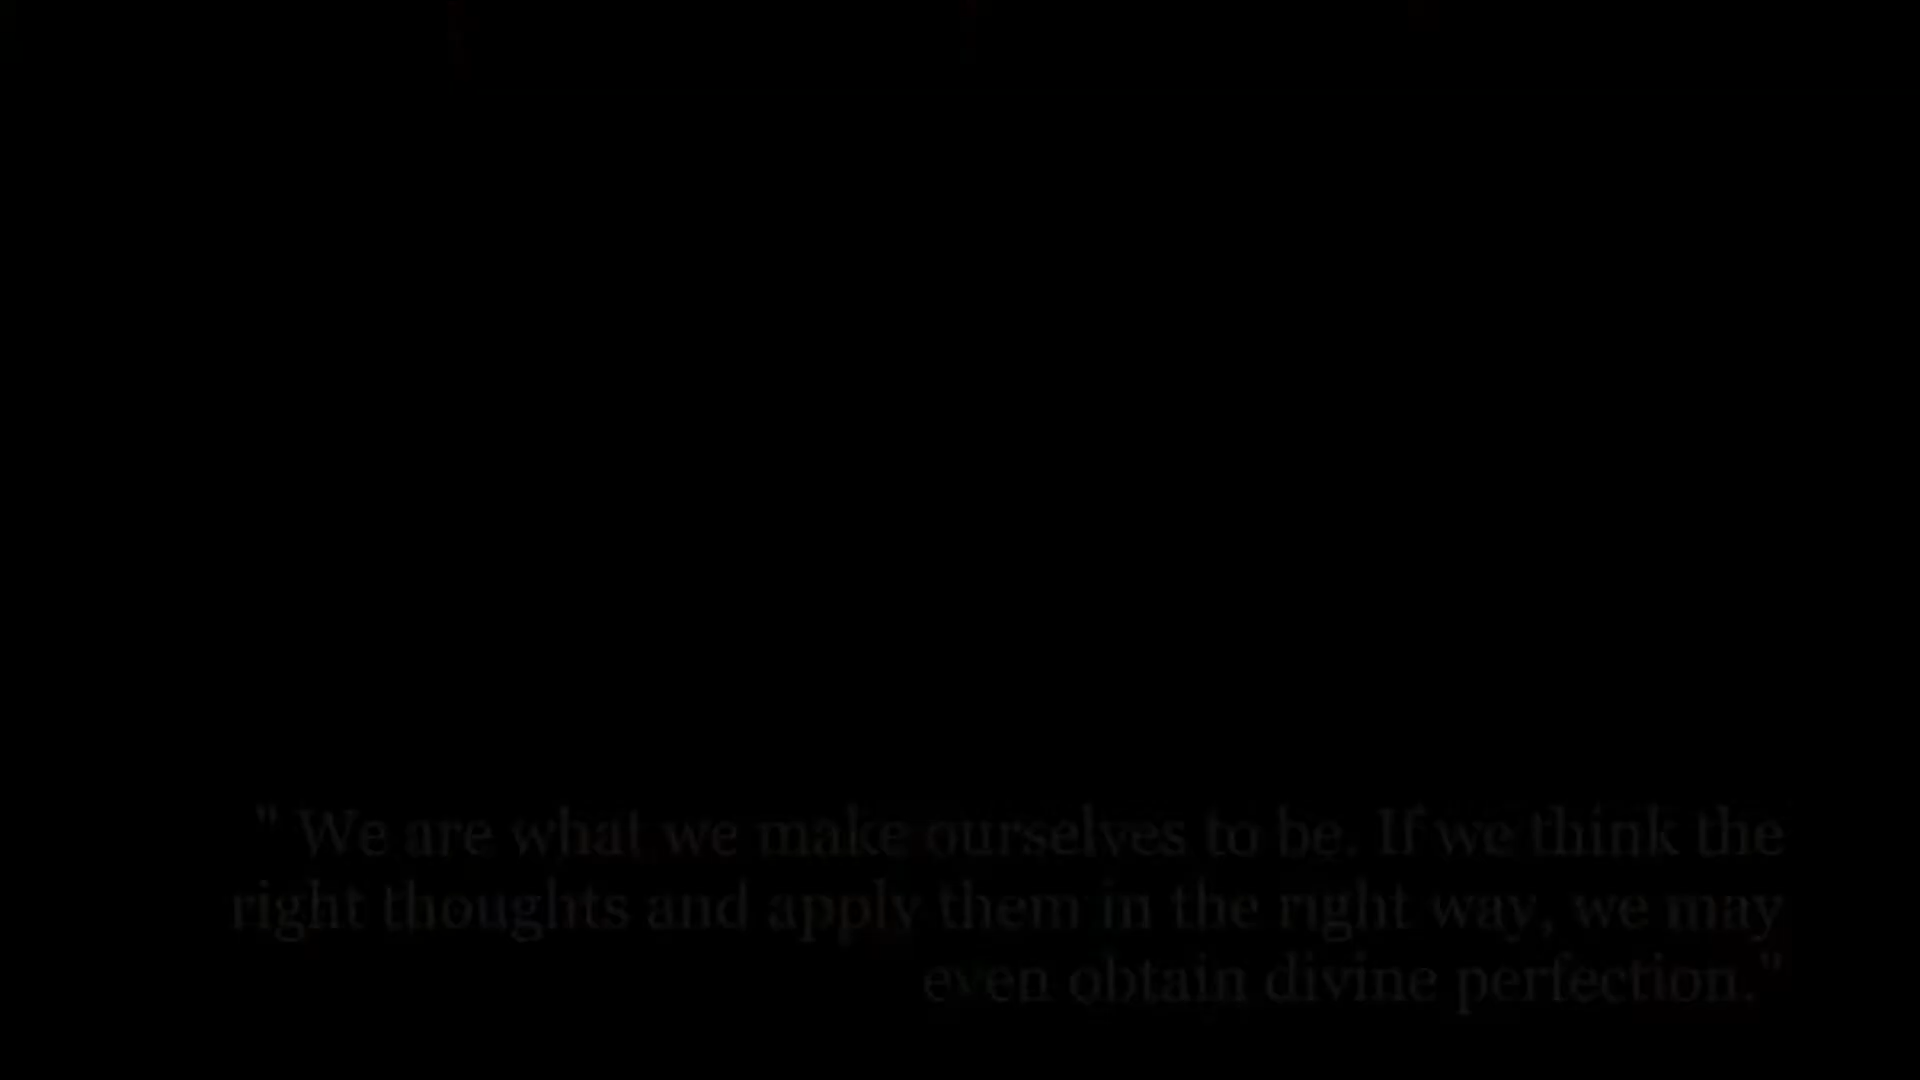 " We are what we make ourselves to be. If we think the
right thoughts and apply them in the right way, we may
even obtain divine perfection."